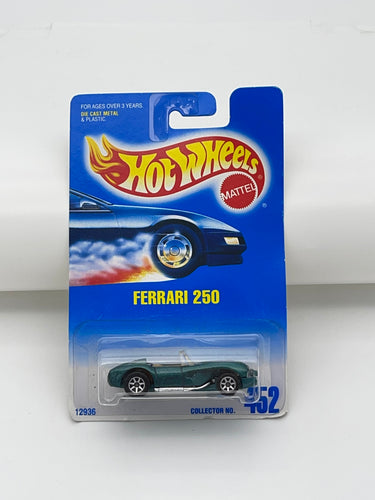 FOR AGES OVER 3 YEARS.
DIE CAST METAL
& PLASTIC
Hot Wheels
®
MATTEL
®
FERRARI 250
12936
COLLECTOR NO.
452